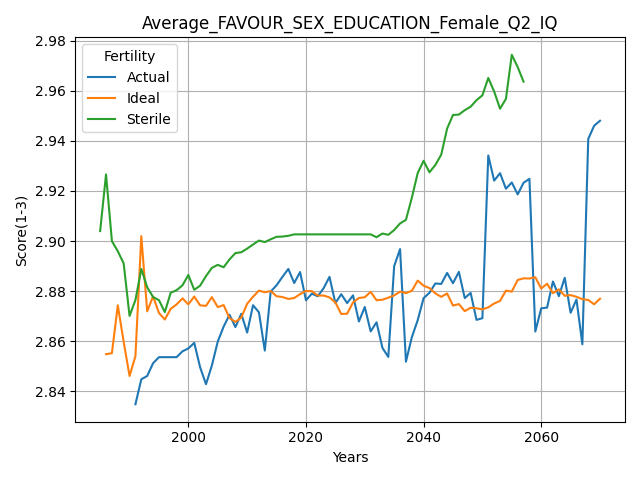 Average_FAVOUR_SEX_EDUCATION_Female_Q2_IQ
Fertility
Actual
Ideal
Sterile
Score(1-3)
2.98
2.96
2.94
2.92
2.90
2.88
2.86
2.84
2000
2020
2040
2060
Years